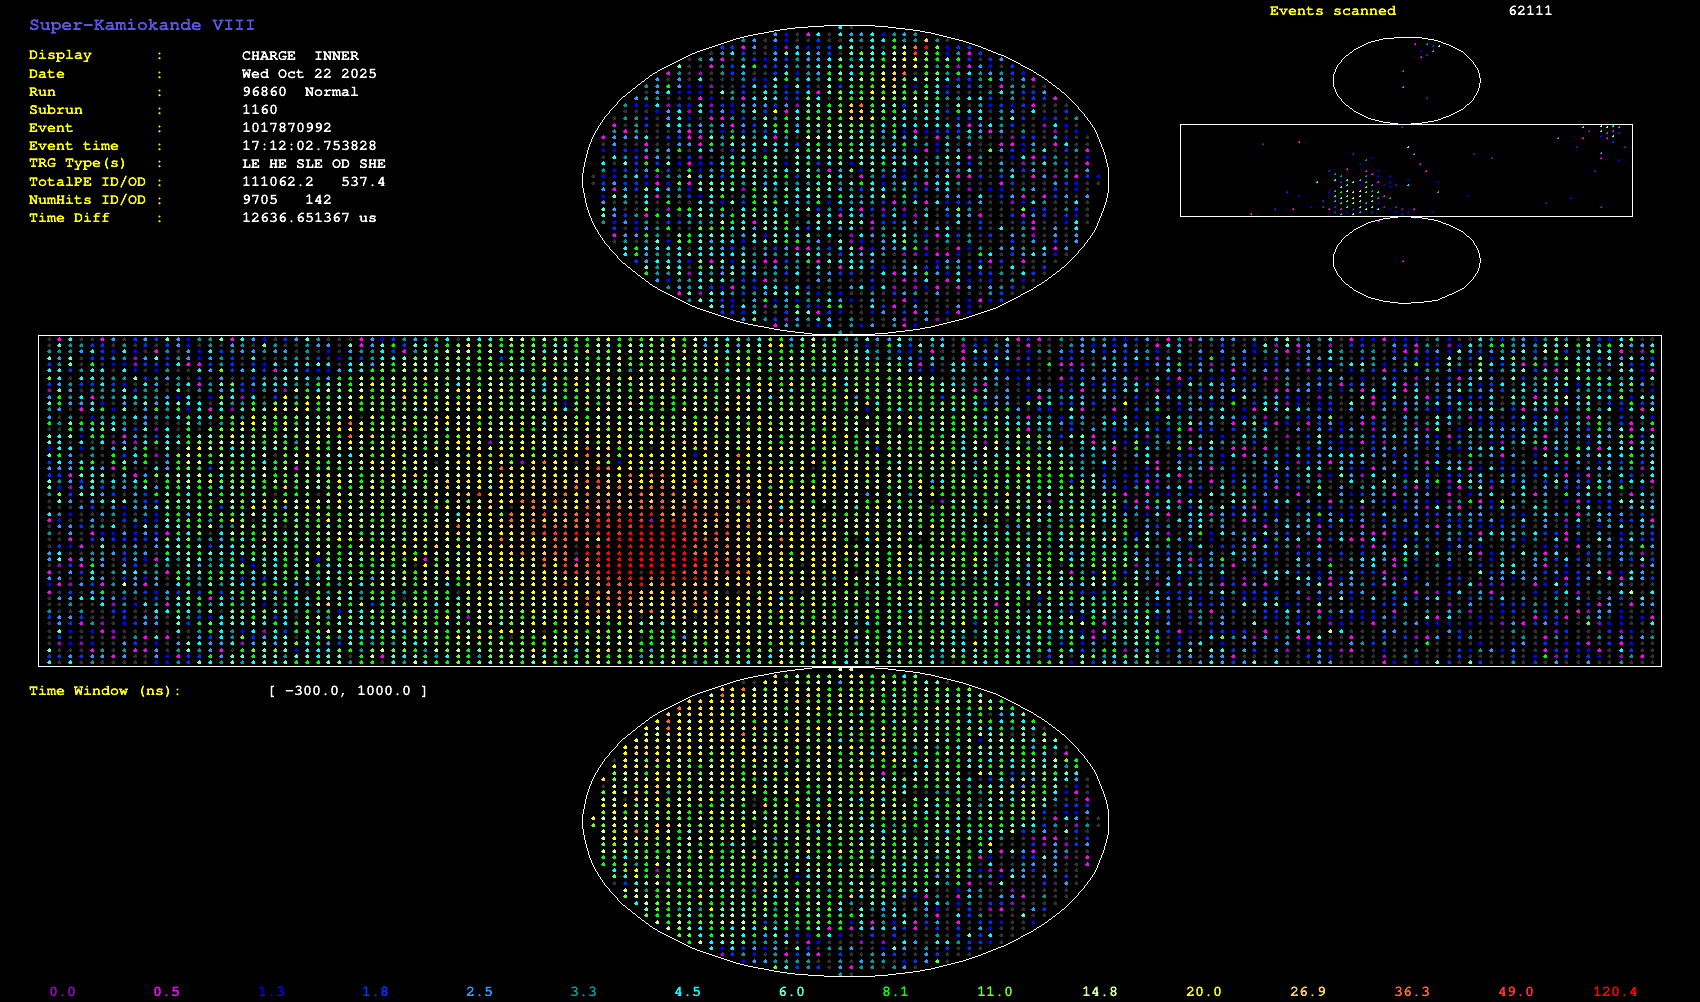 Super-Kamiokande VIII
Events scanned 62111
Display : CHARGE INNER
Date : Wed Oct 22 2025
Run : 96860 Normal
Subrun : 1160
Event : 1017870992
Event time : 17:12:02.753828
TRG Type(s) : LE HE SLE OD SHE
TotalPE ID/OD : 111062.2 537.4
NumHits ID/OD : 9705 142
Time Diff : 12636.651367 us
Time Window (ns): [ -300.0, 1000.0 ]
0.0 0.5 1.3 1.8 2.5 3.3 4.5 6.0 8.1 11.0 14.8 20.0 26.9 36.3 49.0 120.4